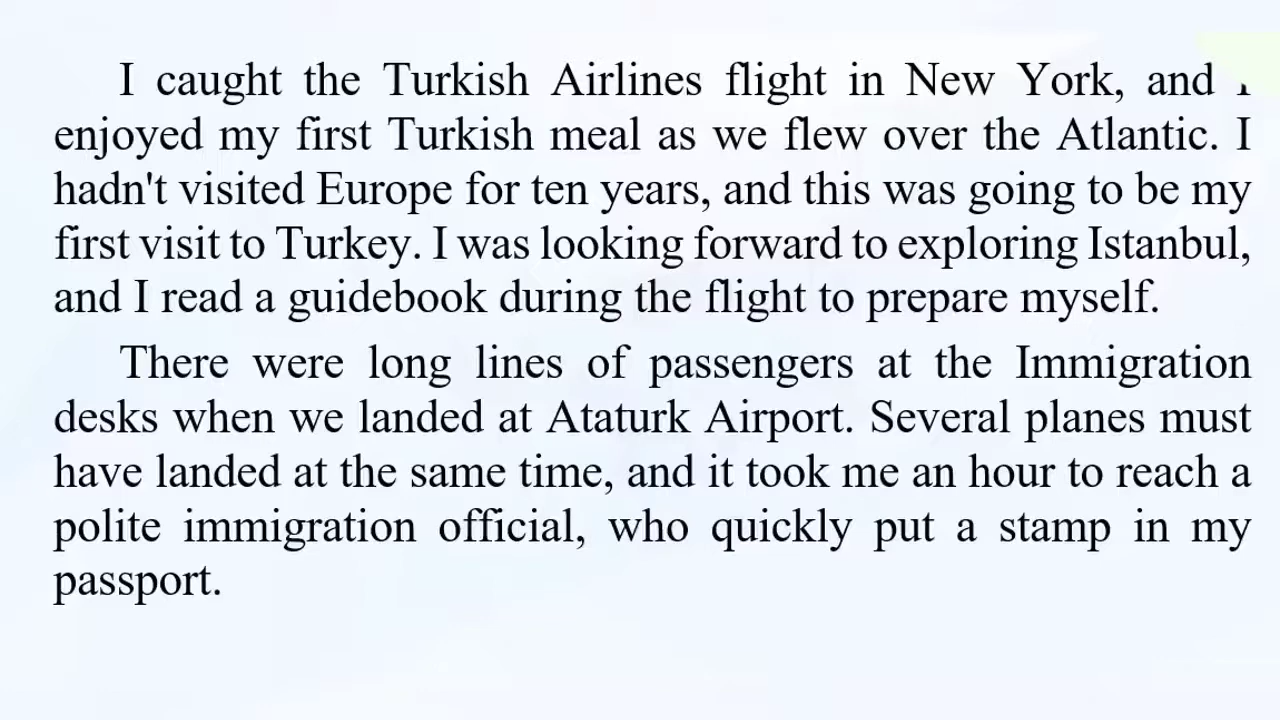 I caught the Turkish Airlines flight in New York, and I
enjoyed my first Turkish meal as we flew over the Atlantic. I
hadn't visited Europe for ten years, and this was going to be my
first visit to Turkey. I was looking forward to exploring Istanbul,
and I read a guidebook during the flight to prepare myself.
There were long lines of passengers at the Immigration
desks when we landed at Ataturk Airport. Several planes must
have landed at the same time, and it took me an hour to reach a
polite immigration official, who quickly put a stamp in my
passport.